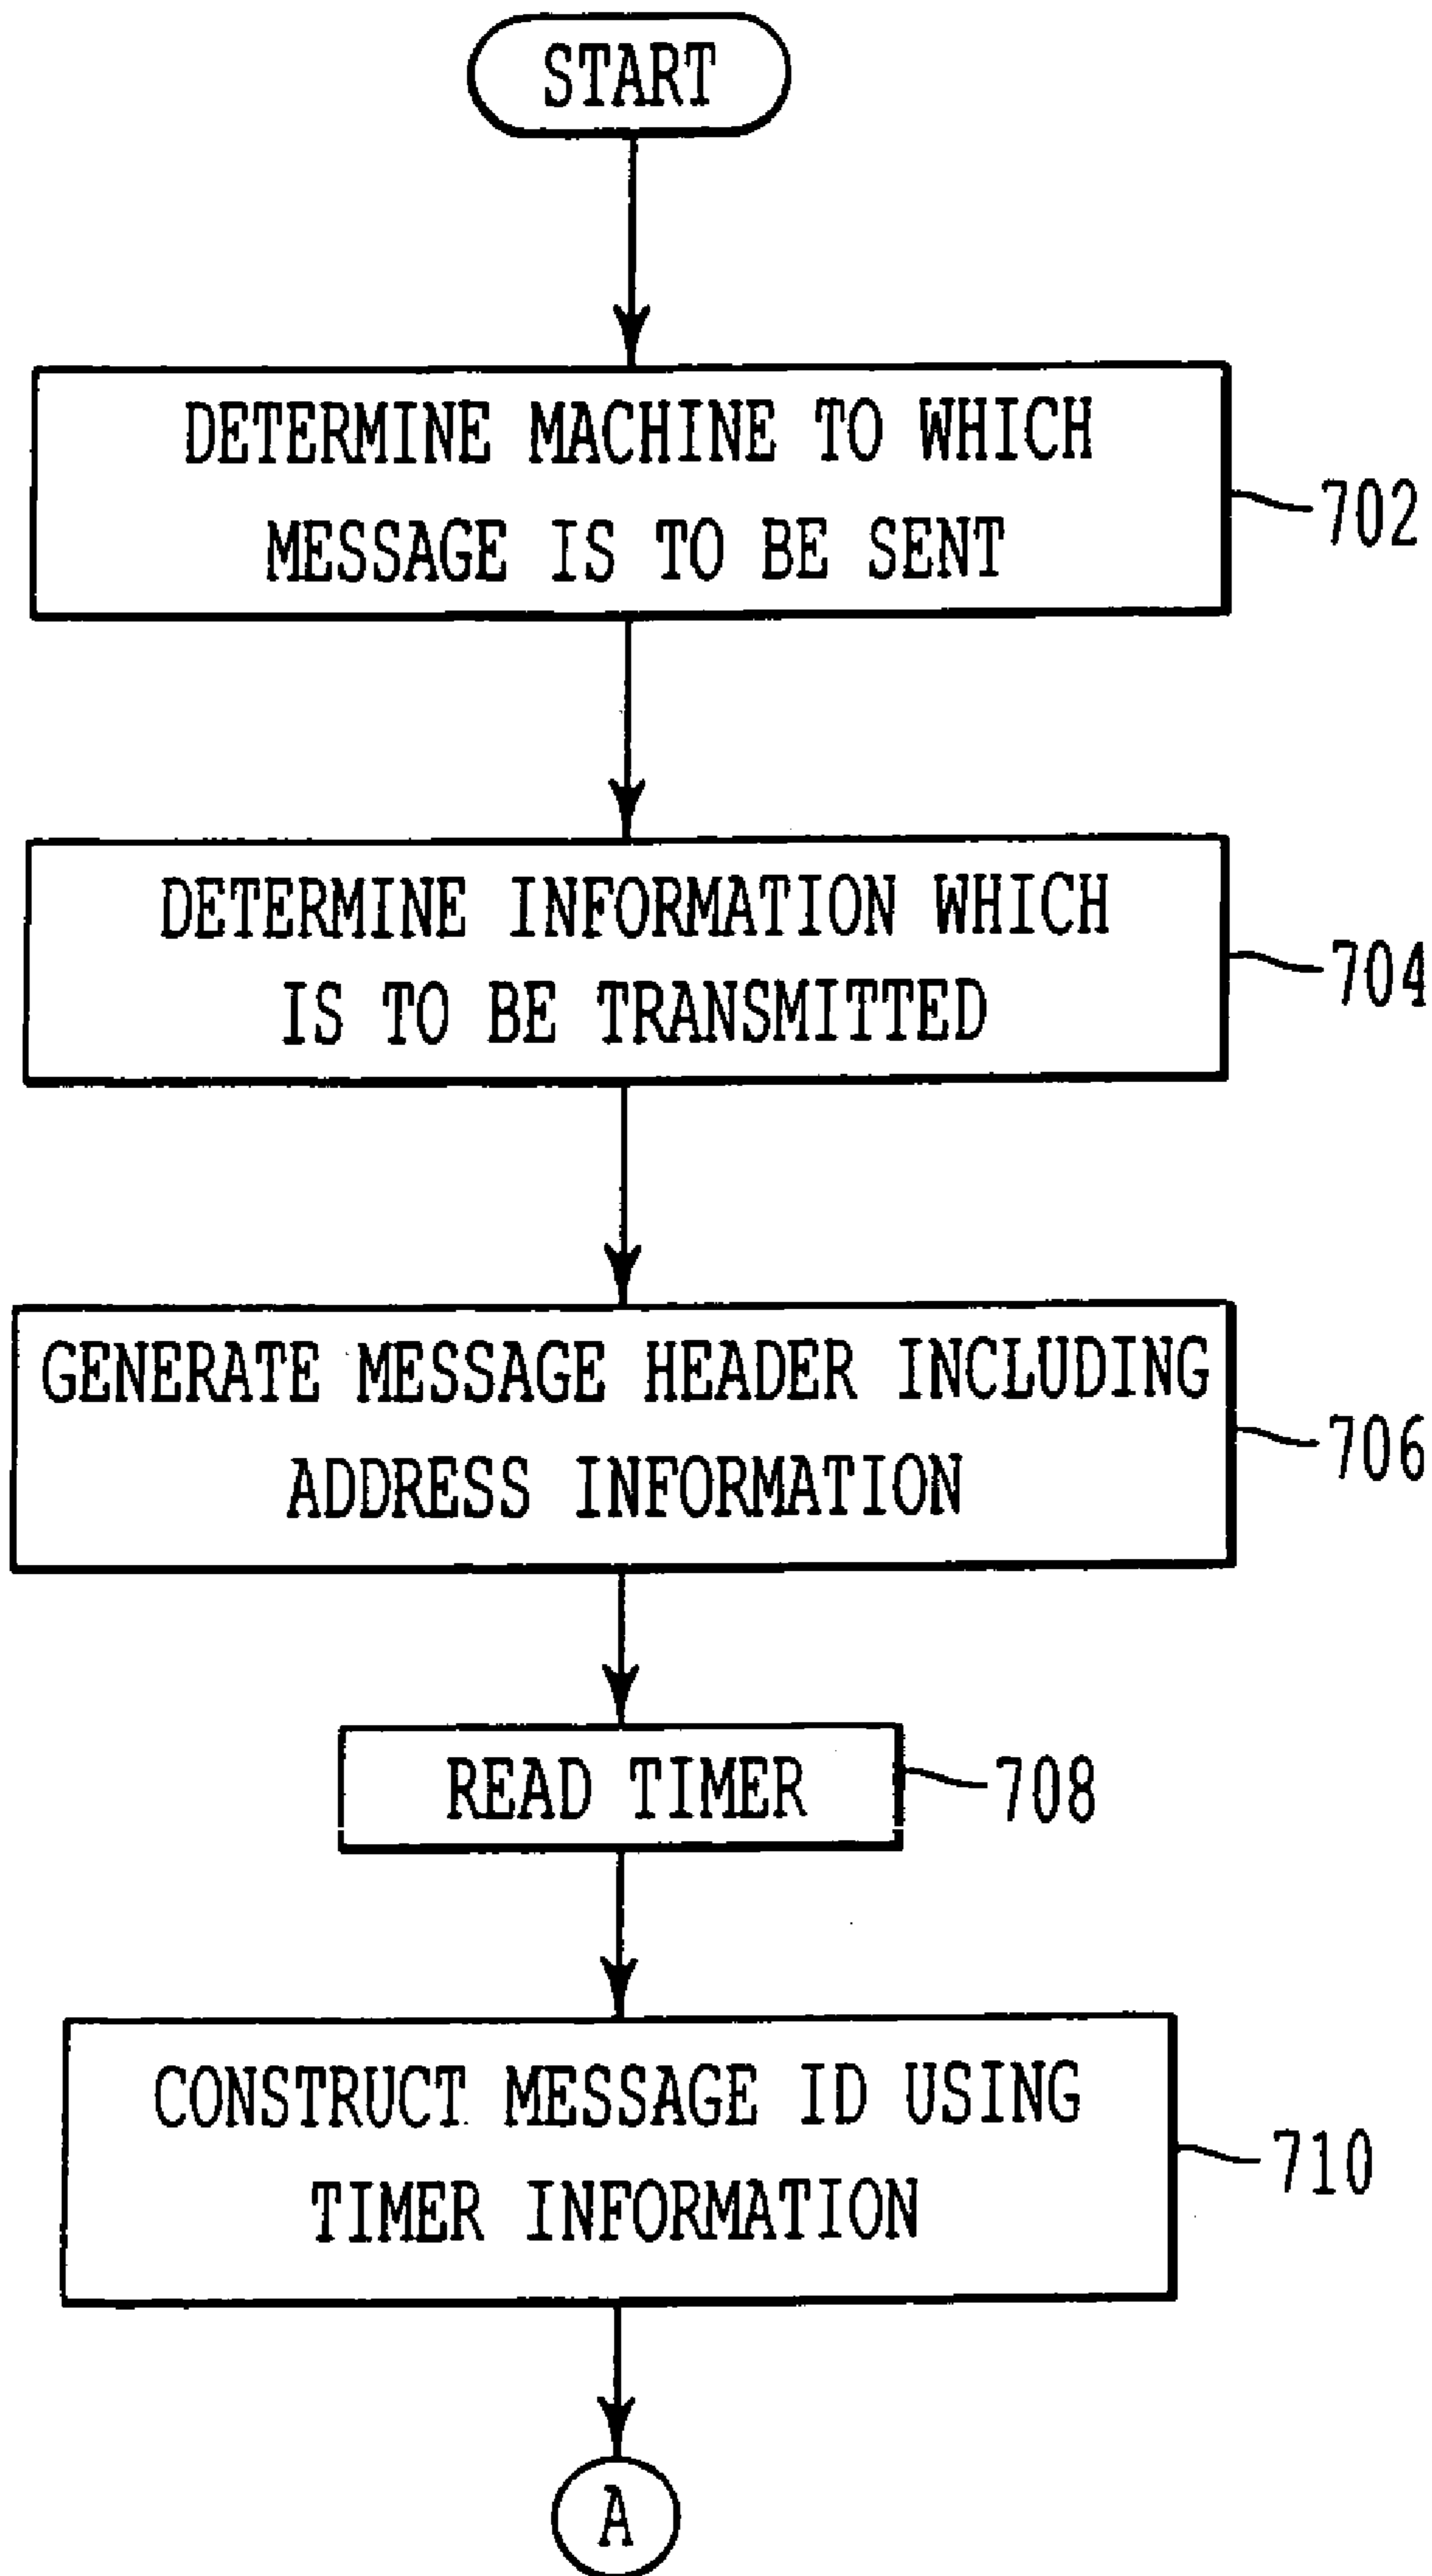 START
DETERMINE MACHINE TO WHICH
MESSAGE IS TO BE SENT
702
DETERMINE INFORMATION WHICH
IS TO BE TRANSMITTED
704
GENERATE MESSAGE HEADER INCLUDING
ADDRESS INFORMATION
706
READ TIMER
708
CONSTRUCT MESSAGE ID USING
TIMER INFORMATION
710
A